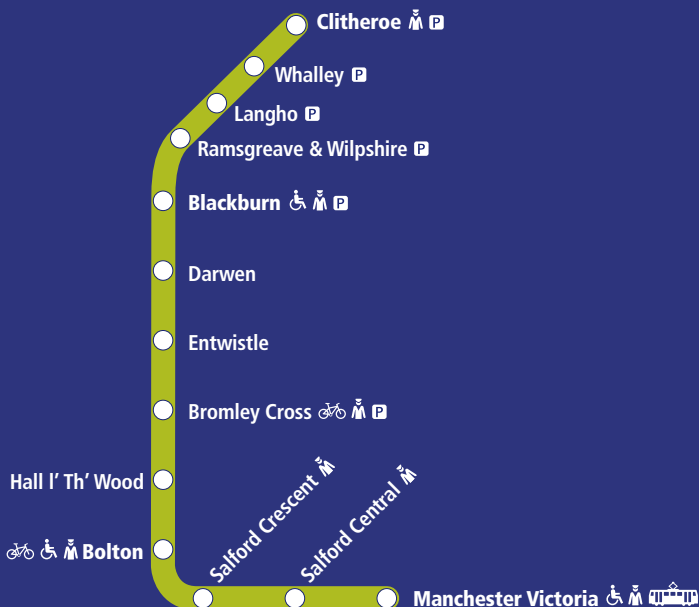 Clitheroe P
Whalley P
Langho P
Ramsgreave & Wilpshire P
Blackburn P
Darwen
Entwistle
Bromley Cross P
Hall I' Th' Wood
Bolton
Salford Crescent
Salford Central
Manchester Victoria